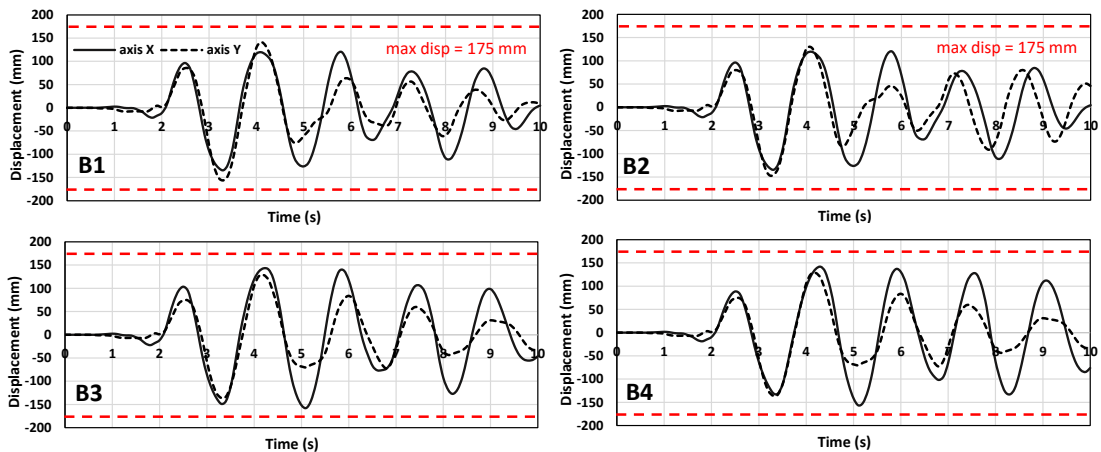 200
150
100
50
0
-50
-100
-150
-200
Displacement (mm)
axis X
axis Y
max disp = 175 mm
0 1 2 3 4 5 6 7 8 9 10
B1
Time (s)
200
150
100
50
0
-50
-100
-150
-200
Displacement (mm)
max disp = 175 mm
0 1 2 3 4 5 6 7 8 9 10
B2
Time (s)
200
150
100
50
0
-50
-100
-150
-200
Displacement (mm)
0 1 2 3 4 5 6 7 8 9 10
B3
Time (s)
200
150
100
50
0
-50
-100
-150
-200
Displacement (mm)
0 1 2 3 4 5 6 7 8 9 10
B4
Time (s)